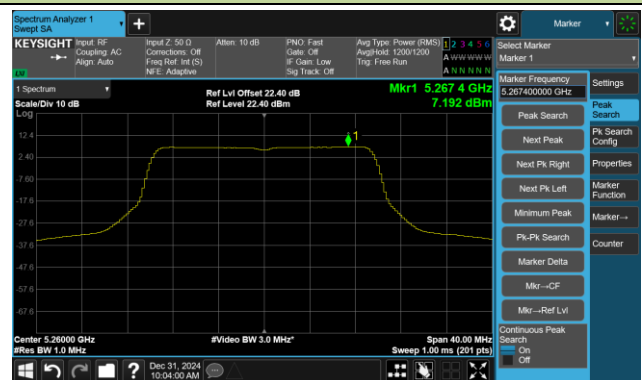 Spectrum Analyzer 1
Swept SA
Marker
KEYSIGHT
Input: RF
Coupling: AC
Align: Auto
Input Z: 50 Ω
Corrections: Off
Freq Ref: Int (S)
NFE: Adaptive
Atten: 10 dB
PNO: Fast
Gate: Off
IF Gain: Low
Sig Track: Off
Avg Type: Power (RMS)
Avg|Hold: 1200/1200
Trig: Free Run
1 2 3 4 5 6
A W W W W W
A N N N N N
LW
Select Marker
Marker 1
1 Spectrum
Scale/Div 10 dB
Log
Ref Lvl Offset 22.40 dB
Ref Level 22.40 dBm
Mkr1 5.267 4 GHz
7.192 dBm
12.4
2.40
-7.60
-17.6
-27.6
-37.6
-47.6
-57.6
-67.6
1
Center 5.26000 GHz
#Res BW 1.0 MHz
#Video BW 3.0 MHz*
Span 40.00 MHz
Sweep 1.00 ms (201 pts)
Marker Frequency
5.267400000 GHz
Peak Search
Next Peak
Next Pk Right
Next Pk Left
Minimum Peak
Pk-Pk Search
Marker Delta
Mkr→CF
Mkr→Ref Lvl
Continuous Peak
Search
On
Off
Settings
Peak
Search
Pk Search
Config
Properties
Marker
Function
Marker→
Counter
?
Dec 31, 2024
10:04:00 AM